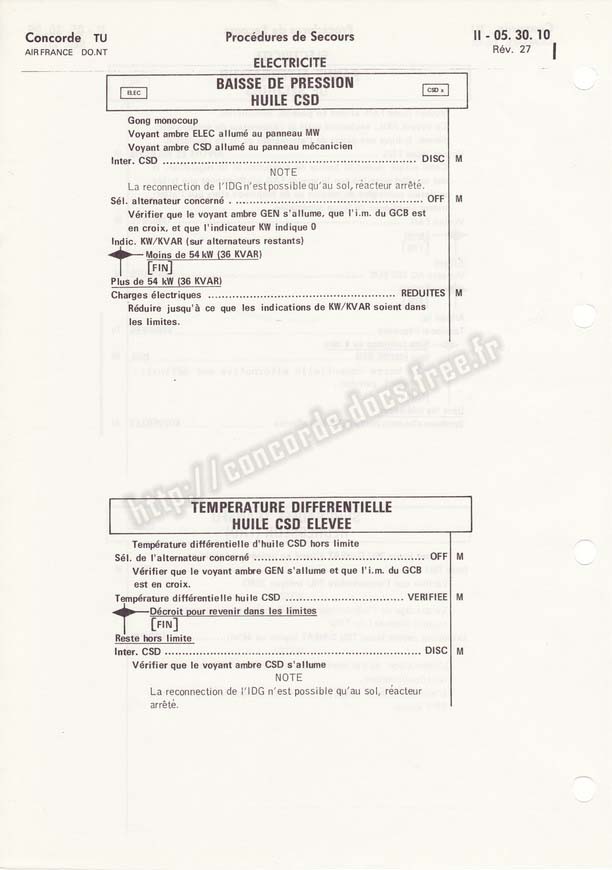 Concorde TU
Procédures de Secours
II - 05. 30. 10
AIR FRANCE DO.NT
Rév. 27
ELECTRICITE
ELEC
BAISSE DE PRESSION
HUILE CSD
CSD x
Gong monocoup
Voyant ambre ELEC allumé au panneau MW
Voyant ambre CSD allumé au panneau mécanicien
Inter. CSD ........................................ DISC M
NOTE
La reconnection de l'IDG n'est possible qu'au sol, réacteur arrêté.
Sél. alternateur concerné . ........................................ OFF M
Vérifier que le voyant ambre GEN s'allume, que l'i.m. du GCB est
en croix, et que l'indicateur KW indique 0
Indic. KW/KVAR (sur alternateurs restants)
Moins de 54 kW (36 KVAR)
[FIN]
Plus de 54 kW (36 KVAR)
Charges électriques ........................................ REDUITES M
Réduire jusqu'à ce que les indications de KW/KVAR soient dans
les limites.
http://concorde.docs.free.fr
TEMPERATURE DIFFERENTIELLE
HUILE CSD ELEVEE
Température différentielle d'huile CSD hors limite
Sél. de l'alternateur concerné ........................................ OFF M
Vérifier que le voyant ambre GEN s'allume et que l'i.m. du GCB
est en croix.
Température différentielle huile CSD ........................................ VERIFIEE M
Décroit pour revenir dans les limites
[FIN]
Reste hors limite
Inter. CSD ........................................ DISC M
Vérifier que le voyant ambre CSD s'allume
NOTE
La reconnection de l'IDG n'est possible qu'au sol, réacteur
arrêté.